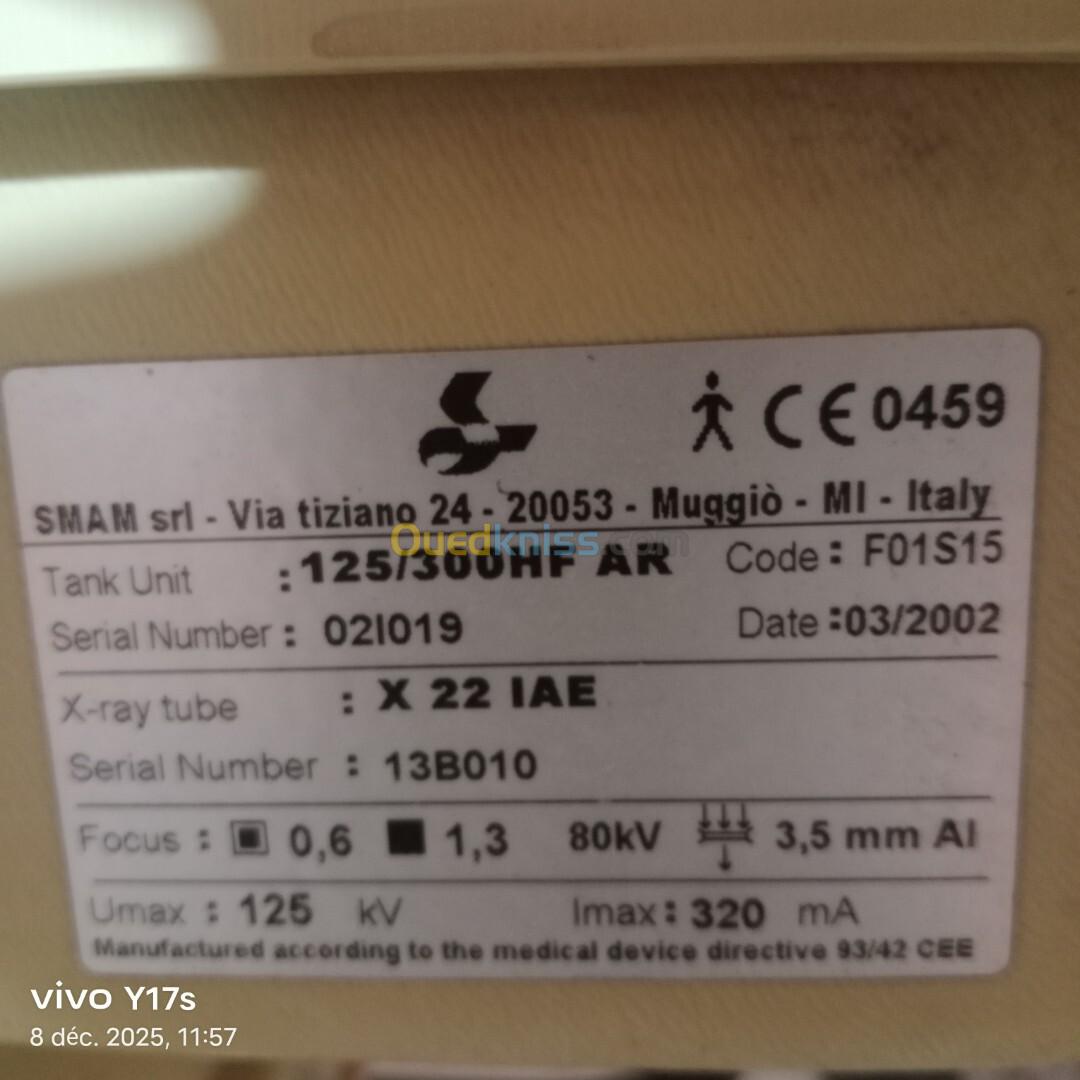 CE 0459
SMAM srl - Via tiziano 24 - 20053 - Muggiò - MI - Italy
Ouedkniss.com
Tank Unit : 125/300HF AR Code : F01S15
Serial Number : 02I019 Date : 03/2002
X-ray tube : X 22 IAE
Serial Number : 13B010
Focus : 0,6 1,3 80kV 3,5 mm Al
Umax : 125 kV Imax : 320 mA
Manufactured according to the medical device directive 93/42 CEE
vivo Y17s
8 déc. 2025, 11:57